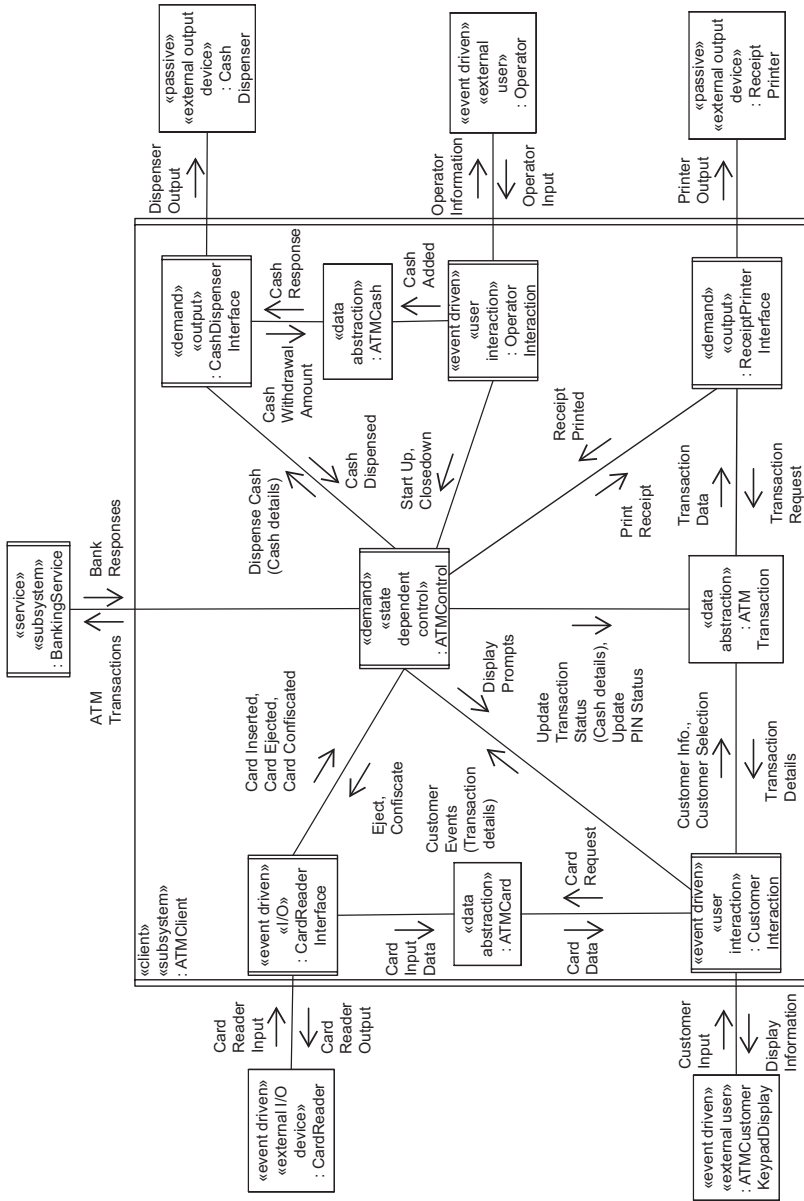 «event driven»
«external I/O
device»
: CardReader
Card
Reader
Input
Card
Reader
Output
«client»
«subsystem»
: ATMClient
«event driven»
«I/O»
: CardReader
Interface
Card Inserted,
Card Ejected,
Card Confiscated
Eject,
Confiscate
ATM
Transactions
«service»
«subsystem»
: BankingService
Bank
Responses
Dispense Cash
(Cash details)
Cash
Dispensed
«demand»
«output»
: CashDispenser
Interface
Dispenser
Output
«passive»
«external output
device»
: Cash
Dispenser
Card
Input
Data
«data
abstraction»
: ATMCard
Card
Data
Card
Request
Customer
Events
(Transaction
details)
Display
Prompts
«demand»
«state
dependent
control»
: ATMControl
Start Up,
Closedown
Cash
Withdrawal
Amount
Cash
Response
«data
abstraction»
: ATMCash
Cash
Added
«event driven»
«user
interaction»
: Operator
Interaction
Operator
Information
Operator
Input
«event driven»
«external
user»
: Operator
Update
Transaction
Status
(Cash details),
Update
PIN Status
Print
Receipt
Receipt
Printed
«event driven»
«external user»
: ATMCustomer
KeypadDisplay
Customer
Input
Display
Information
«event driven»
«user
interaction»
: Customer
Interaction
Customer Info.,
Customer Selection
Transaction
Details
«data
abstraction»
: ATM
Transaction
Transaction
Data
Transaction
Request
«demand»
«output»
: ReceiptPrinter
Interface
Printer
Output
«passive»
«external output
device»
: Receipt
Printer